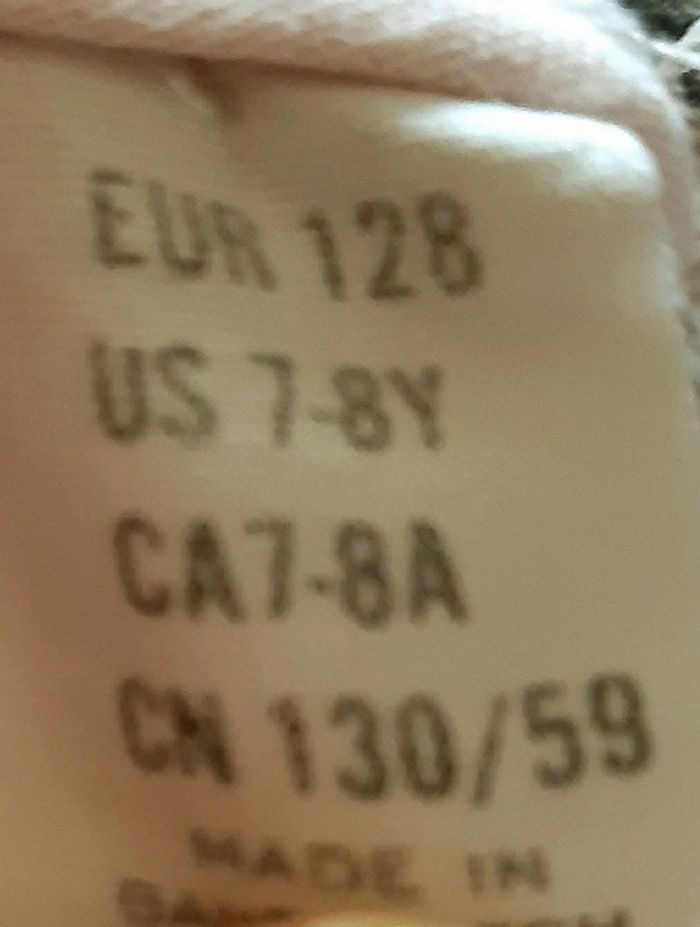 EUR 128
US 7-8Y
CA7-8A
CN 130/59
MADE IN